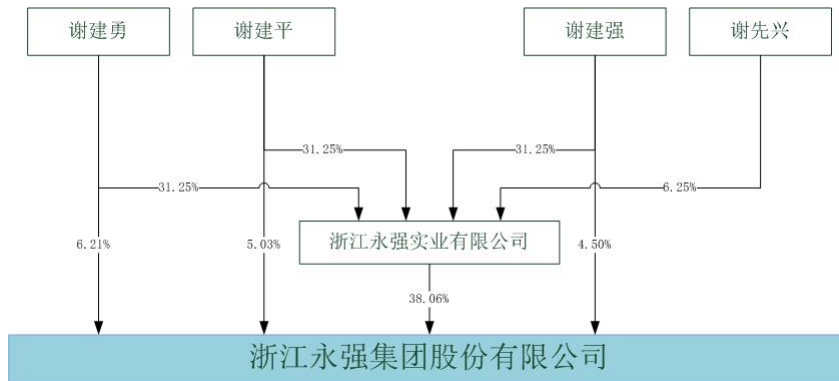 谢建勇
谢建平
谢建强
谢先兴
31.25%
31.25%
31.25%
6.25%
浙江永强实业有限公司
6.21%
5.03%
4.50%
38.06%
浙江永强集团股份有限公司